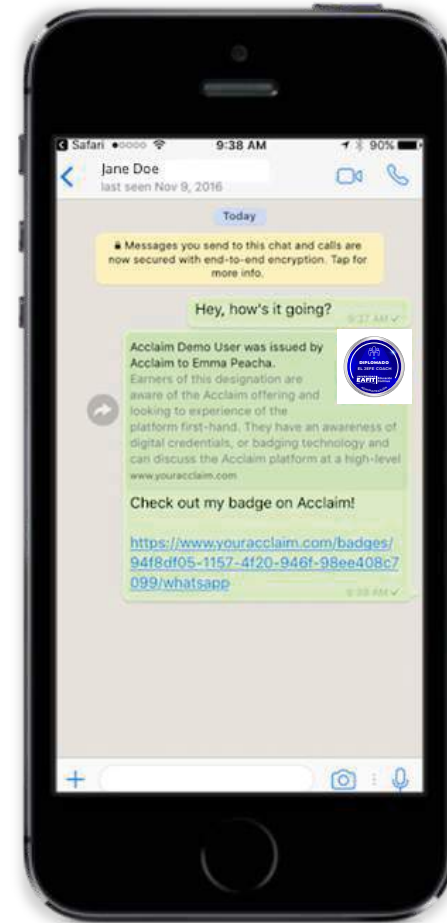 Safari
9:38 AM
90%
Jane Doe
last seen Nov 9, 2016
Today
Messages you send to this chat and calls are
now secured with end-to-end encryption. Tap for
more info.
Hey, how's it going?
9:37 AM
Acclaim Demo User was issued by
Acclaim to Emma Peacha.
Earners of this designation are
aware of the Acclaim offering and
looking to experience of the
platform first-hand. They have an awareness of
digital credentials, or badging technology and
can discuss the Acclaim platform at a high-level
www.youracclaim.com
DIPLOMADO
EL JEFE COACH
EAFIT
Check out my badge on Acclaim!
https://www.youracclaim.com/badges/
94f8df05-1157-4f20-946f-98ee408c7
099/whatsapp
9:38 AM